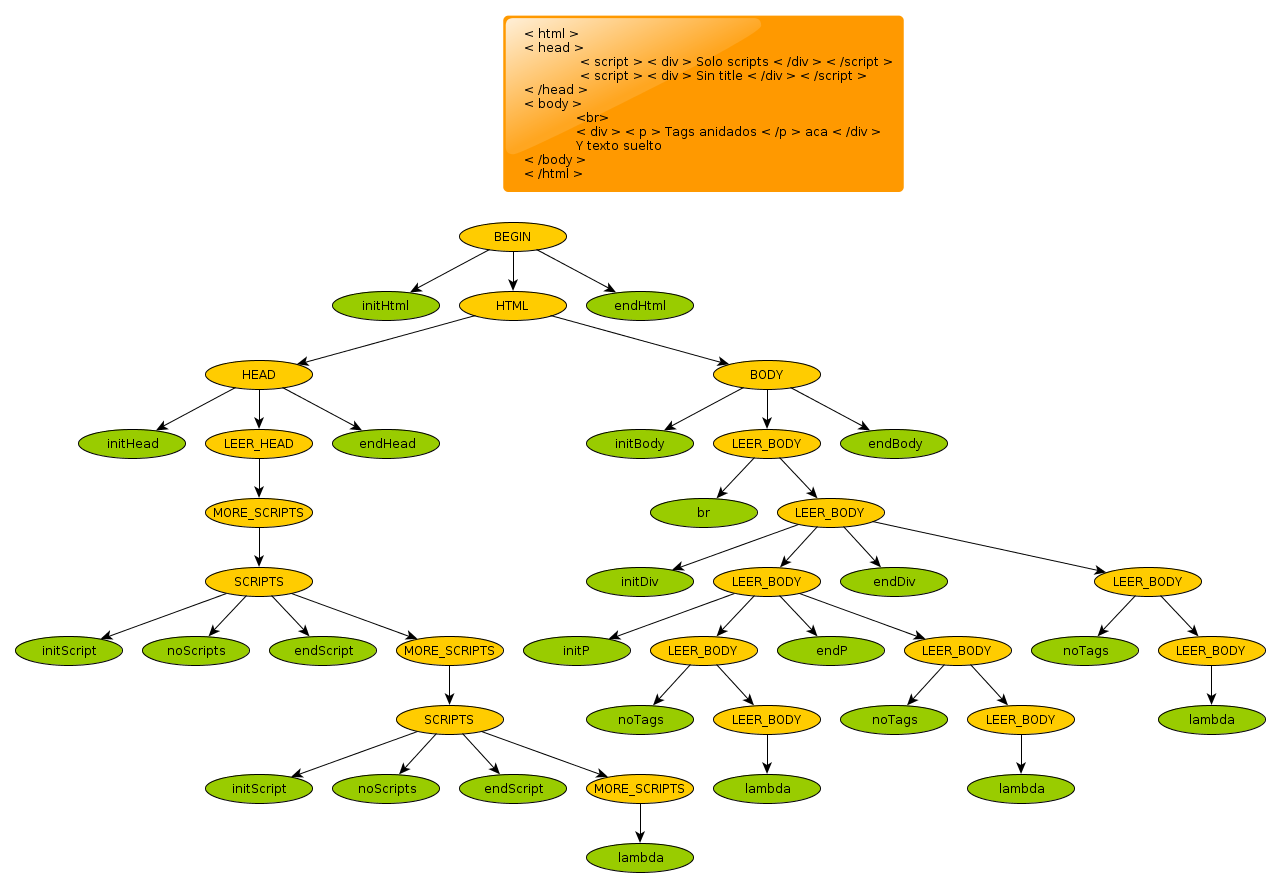 < html >
< head >
< script > < div > Solo scripts < /div > < /script >
< script > < div > Sin title < /div > < /script >
< /head >
< body >
<br>
< div > < p > Tags anidados < /p > aca < /div >
Y texto suelto
< /body >
< /html >
BEGIN
initHtml HTML endHtml
HEAD BODY
initHead LEER_HEAD endHead initBody LEER_BODY endBody
MORE_SCRIPTS br LEER_BODY
SCRIPTS initDiv LEER_BODY endDiv LEER_BODY
initScript noScripts endScript MORE_SCRIPTS initP LEER_BODY endP LEER_BODY noTags LEER_BODY
SCRIPTS noTags LEER_BODY noTags LEER_BODY lambda
initScript noScripts endScript MORE_SCRIPTS lambda lambda
lambda